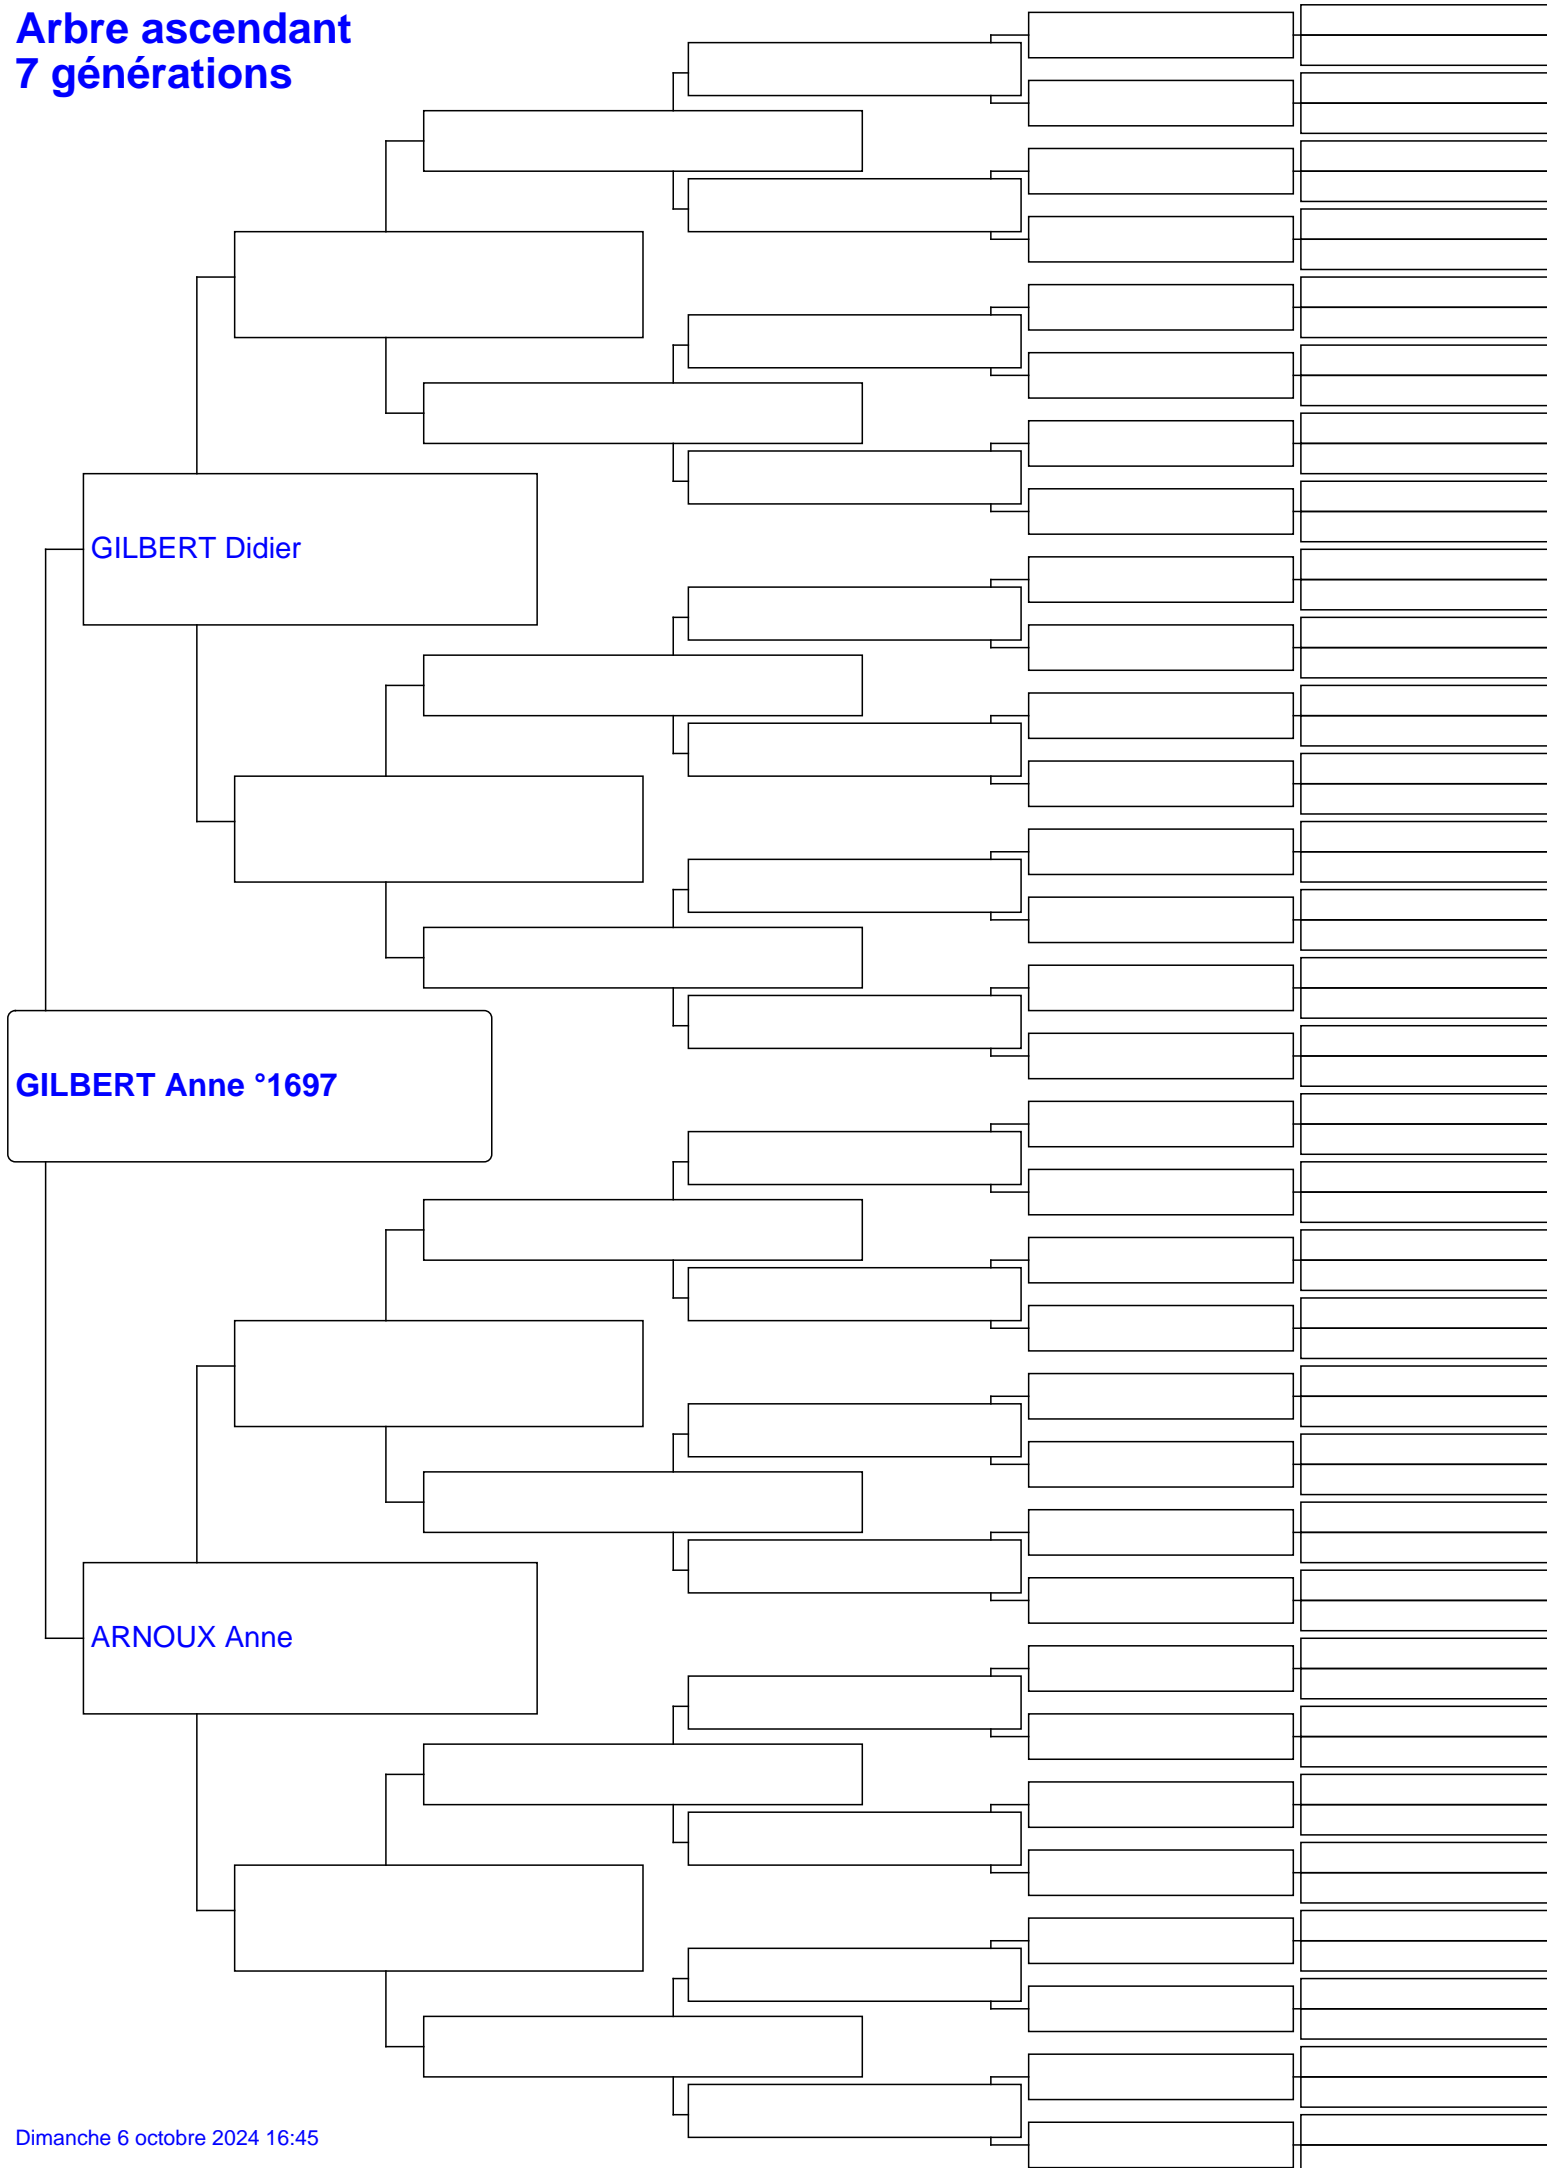 Arbre ascendant
7 générations
GILBERT Didier
GILBERT Anne °1697
ARNOUX Anne
Dimanche 6 octobre 2024 16:45